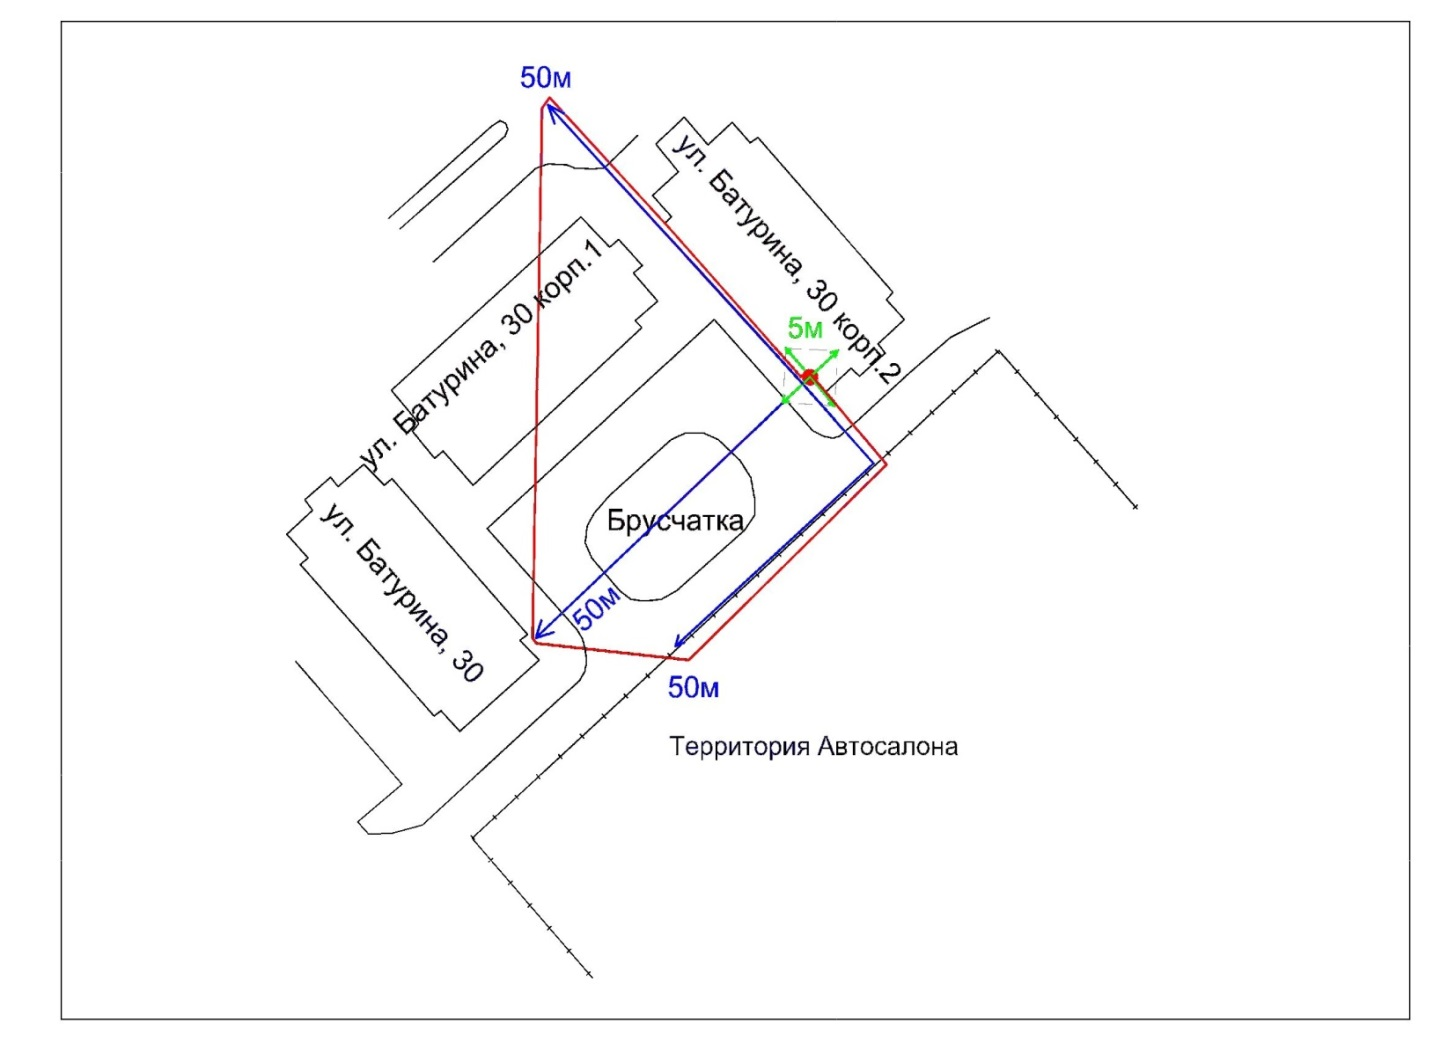 50м
ул. Батурина, 30 корп.2
ул. Батурина, 30 корп.1
5м
ул. Батурина, 30
Брусчатка
50м
50м
Территория Автосалона